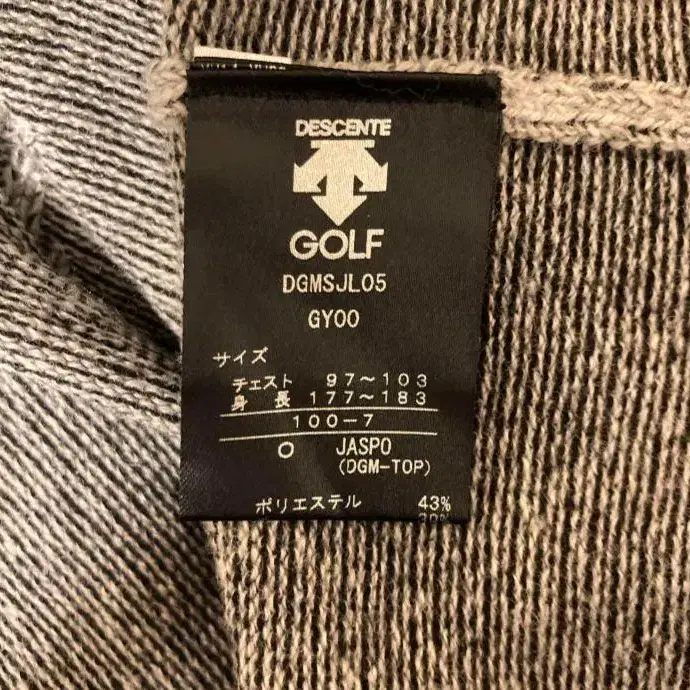 DESCENTE
GOLF
DGMSJL05
GY00
サイズ
チェスト 97～103
身 長 177～183
100-7
O JASPO
(DGM-TOP)
ポリエステル 43%